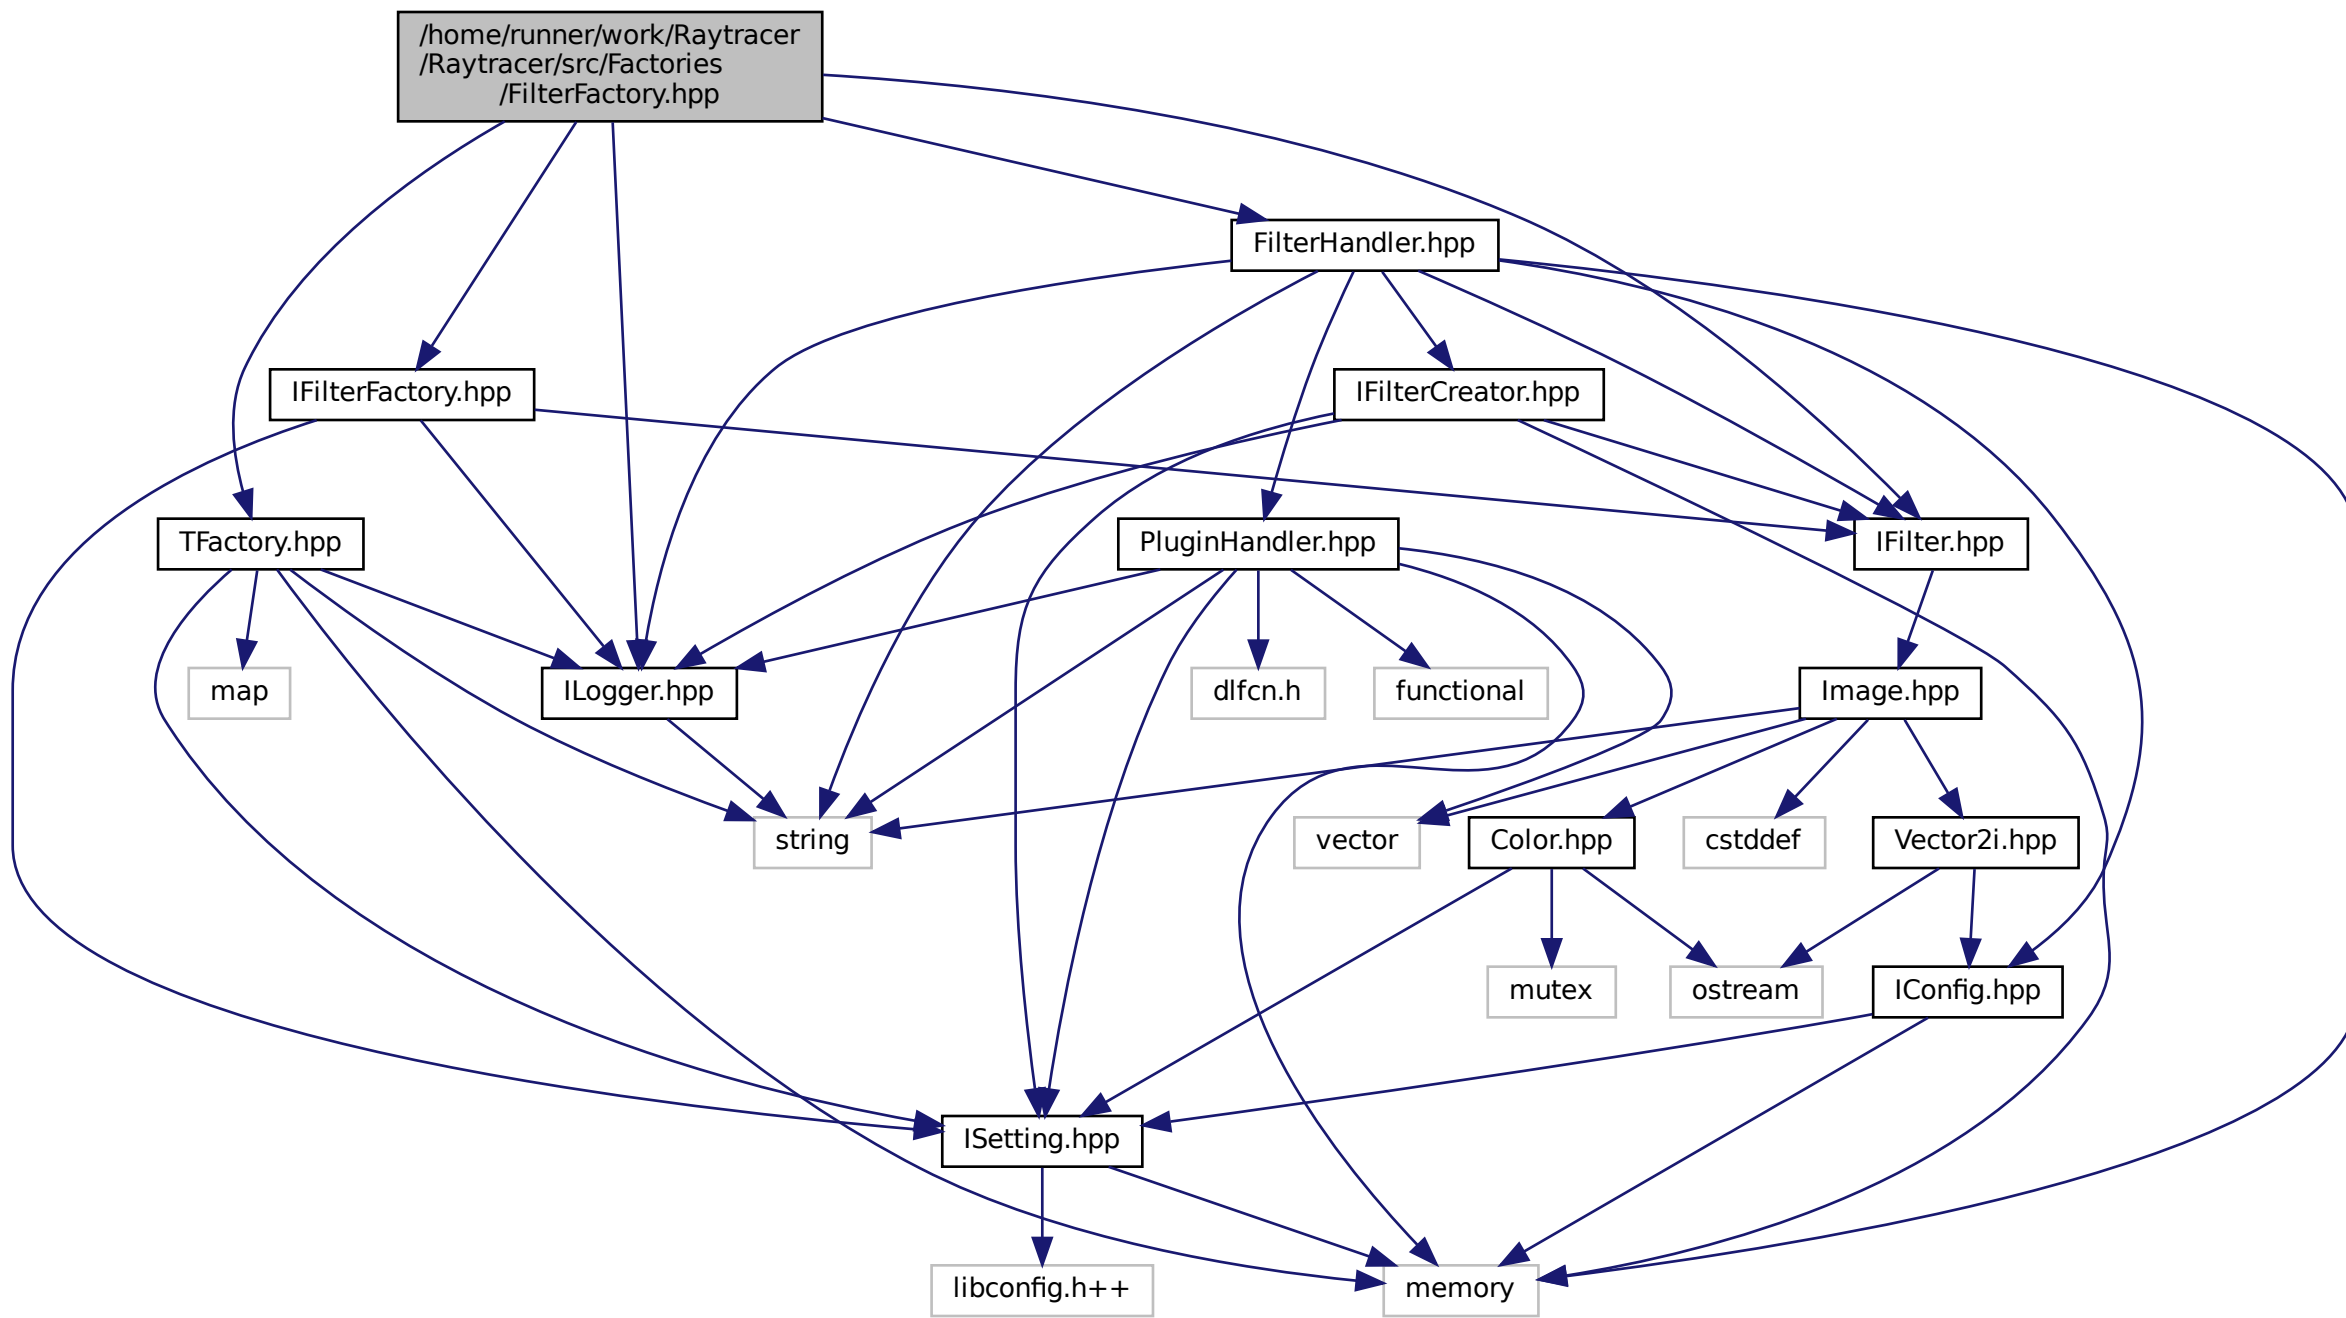 /home/runner/work/Raytracer
/Raytracer/src/Factories
/FilterFactory.hpp
FilterHandler.hpp
IFilterFactory.hpp
IFilterCreator.hpp
TFactory.hpp
PluginHandler.hpp
IFilter.hpp
map
ILogger.hpp
dlfcn.h
functional
Image.hpp
string
vector
Color.hpp
cstddef
Vector2i.hpp
mutex
ostream
IConfig.hpp
ISetting.hpp
libconfig.h++
memory